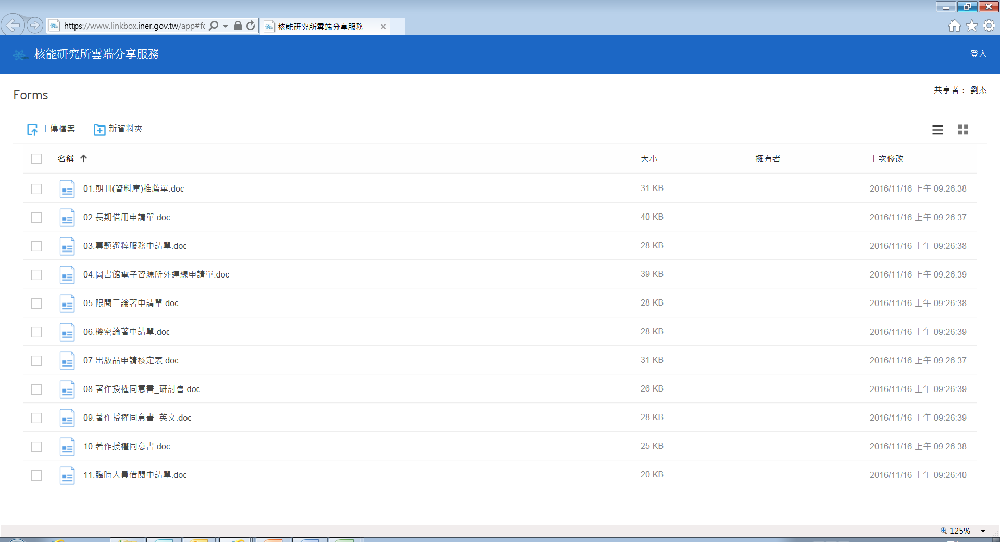 https://www.linkbox.iner.gov.tw/app#fo
核能研究所雲端分享服務
核能研究所雲端分享服務
登入
Forms
共享者： 劉杰
上傳檔案 新資料夾
名稱 大小 擁有者 上次修改
01.期刊(資料庫)推薦單.doc 31 KB 2016/11/16 上午 09:26:38
02.長期借用申請單.doc 40 KB 2016/11/16 上午 09:26:37
03.專題選粹服務申請單.doc 28 KB 2016/11/16 上午 09:26:38
04.圖書館電子資源所外連線申請單.doc 39 KB 2016/11/16 上午 09:26:39
05.限閱二論著申請單.doc 28 KB 2016/11/16 上午 09:26:38
06.機密論著申請單.doc 28 KB 2016/11/16 上午 09:26:39
07.出版品申請核定表.doc 31 KB 2016/11/16 上午 09:26:37
08.著作授權同意書_研討會.doc 26 KB 2016/11/16 上午 09:26:39
09.著作授權同意書_英文.doc 28 KB 2016/11/16 上午 09:26:39
10.著作授權同意書.doc 25 KB 2016/11/16 上午 09:26:38
11.臨時人員借閱申請單.doc 20 KB 2016/11/16 上午 09:26:40
125%